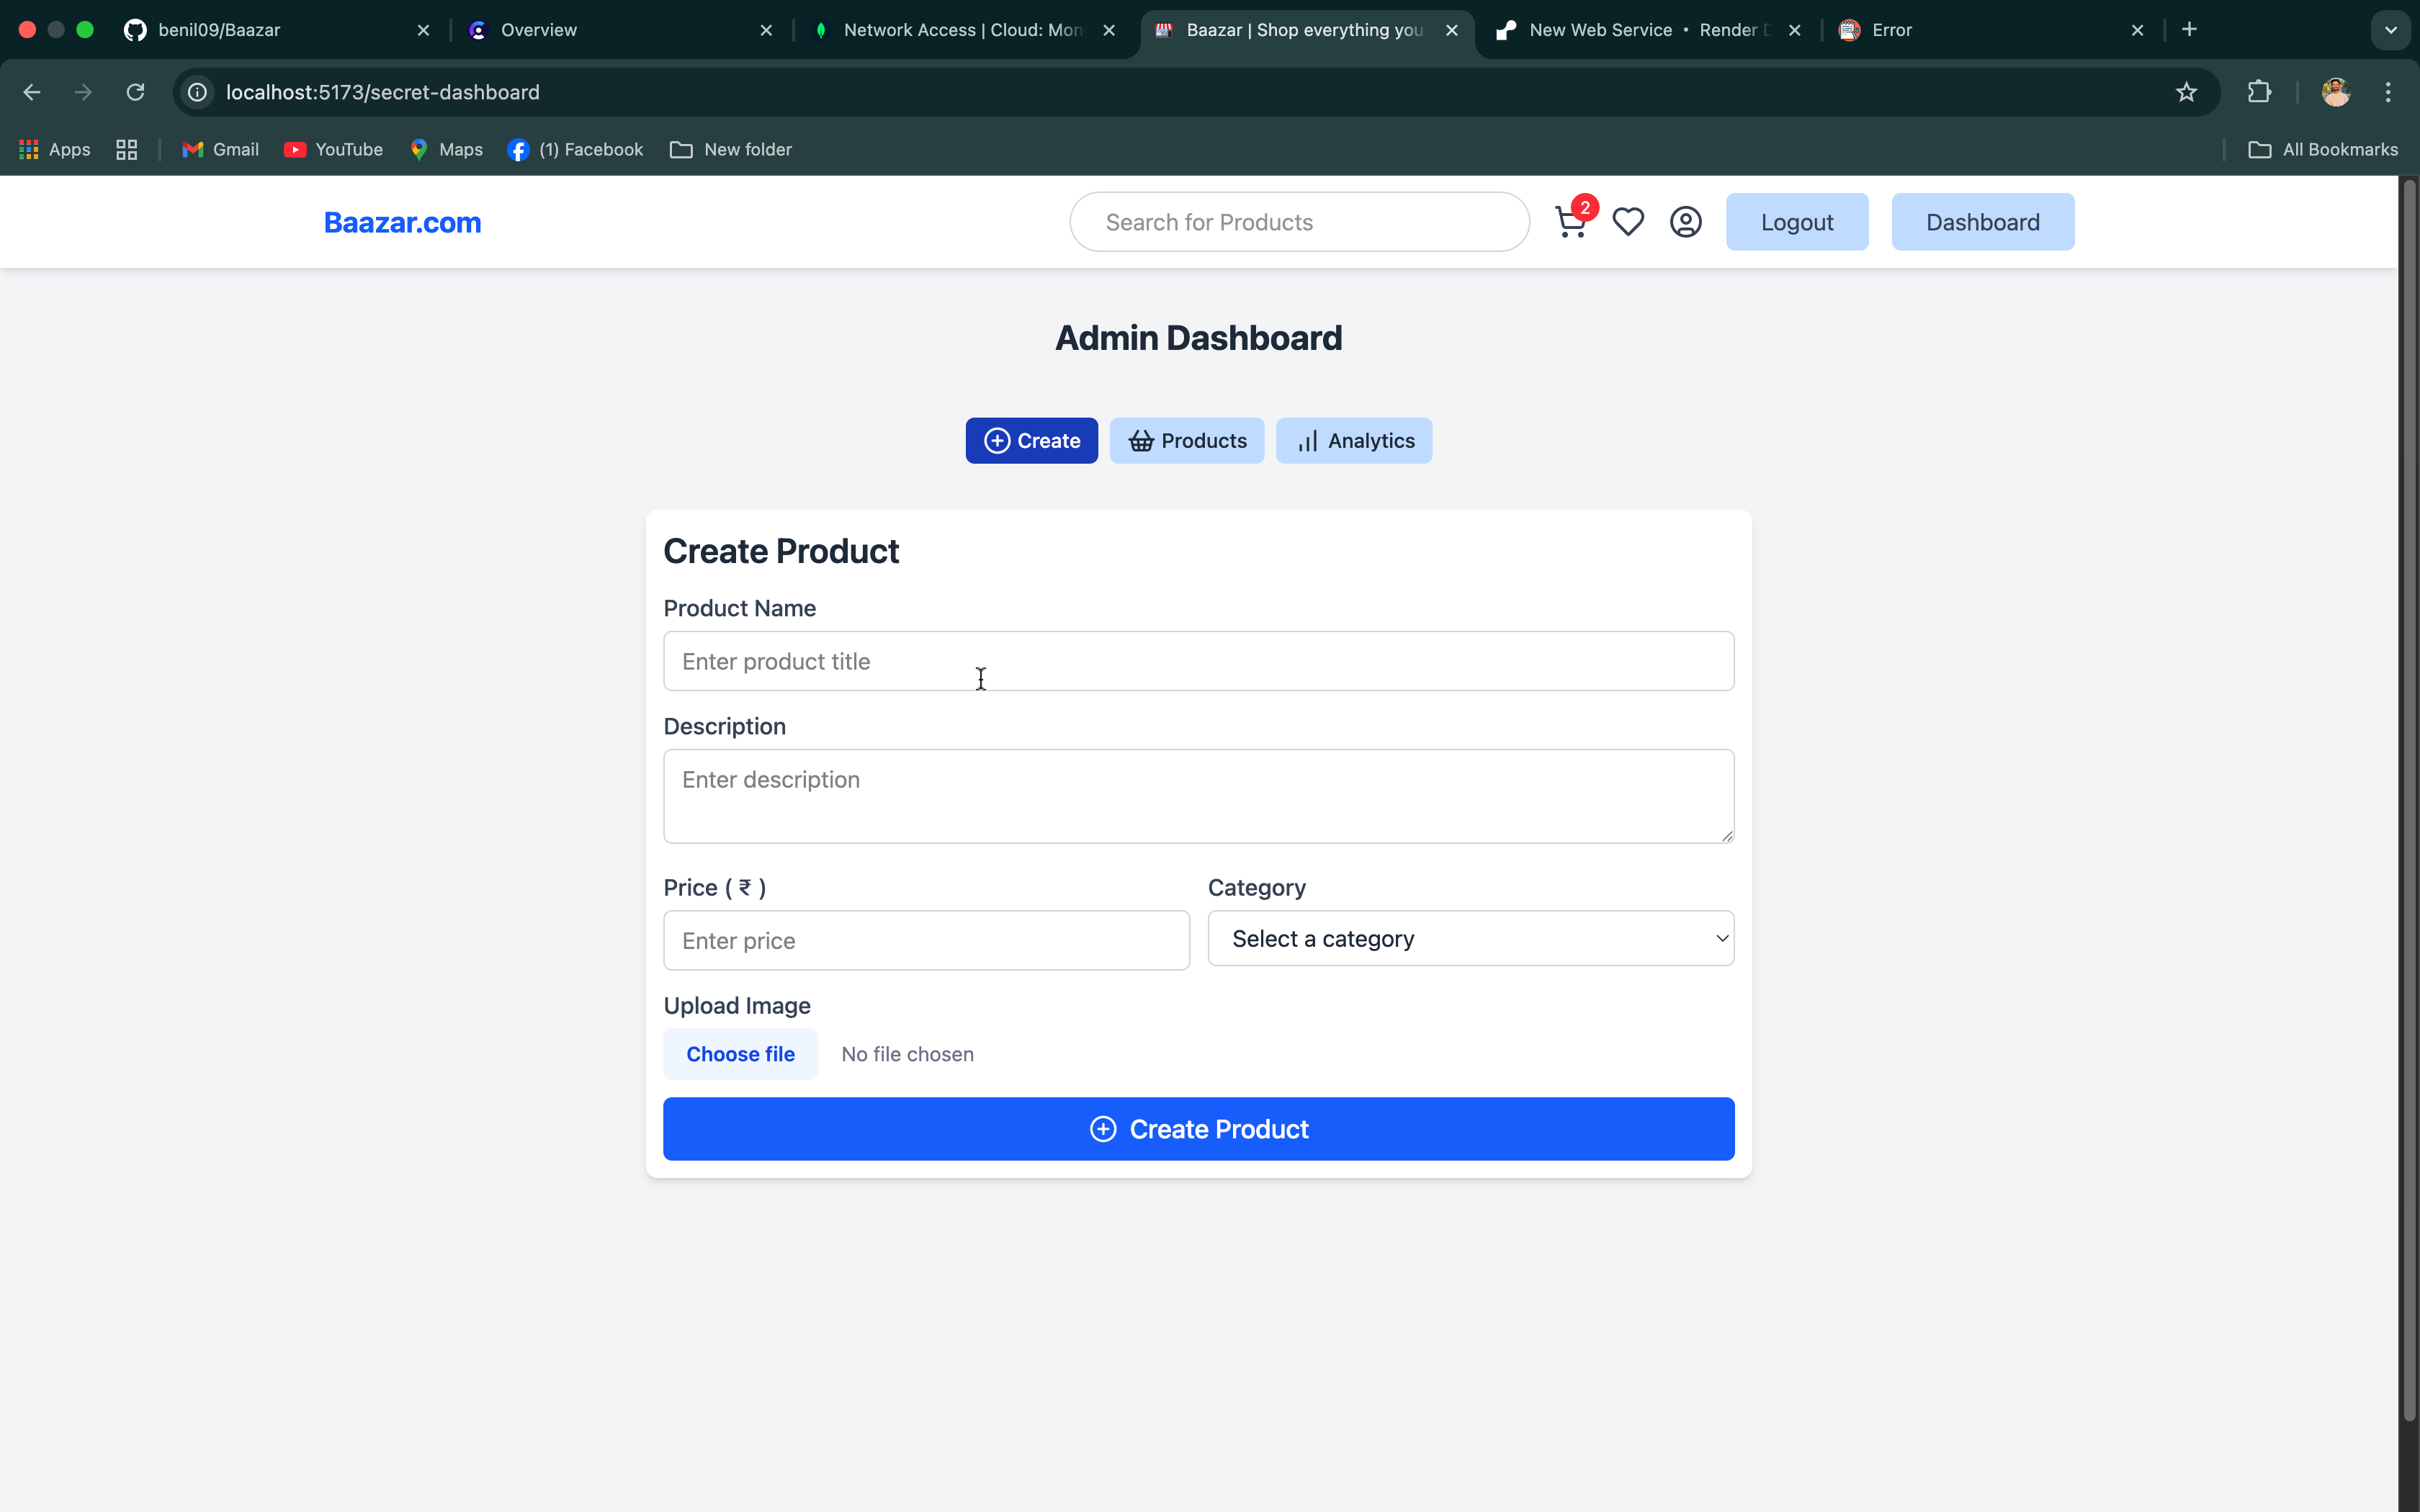 benil09/Baazar
Overview
Network Access | Cloud: Mon
Baazar | Shop everything you
New Web Service • Render
Error
localhost:5173/secret-dashboard
Apps
Gmail
YouTube
Maps
(1) Facebook
New folder
All Bookmarks
Baazar.com
Search for Products
2
Logout
Dashboard
Admin Dashboard
Create
Products
Analytics
Create Product
Product Name
Enter product title
Description
Enter description
Price ( ₹ )
Category
Enter price
Select a category
Upload Image
Choose file
No file chosen
Create Product